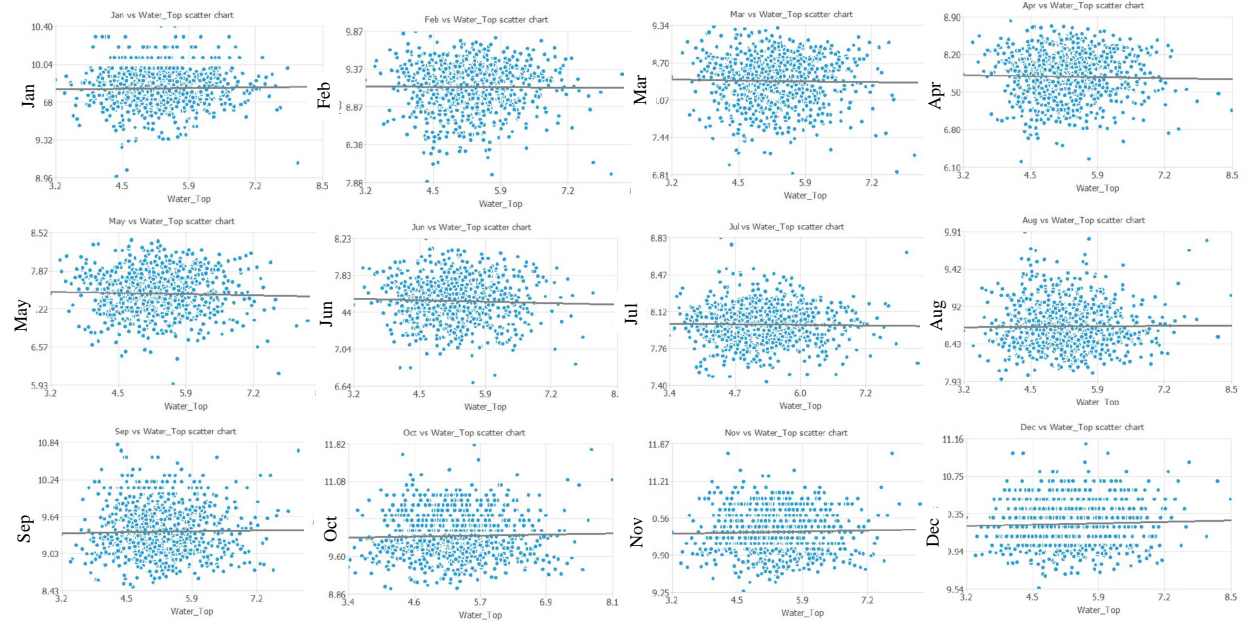 Jan vs Water_Top scatter chart
10.40
10.04
68
9.32
8.96
Jan
3.2 4.5 5.9 7.2 8.5
Water_Top
Feb vs Water_Top scatter chart
9.87
9.37
8.87
8.38
7.88
Feb
3.2 4.5 5.9 7.2
Water_Top
Mar vs Water_Top scatter chart
9.34
8.70
.07
7.44
6.81
Mar
3.2 4.5 5.9 7.2
Water_Top
Apr vs Water_Top scatter chart
8.90
8.20
50
6.80
6.10
Apr
3.2 4.5 5.9 7.2 8.5
Water_Top
May vs Water_Top scatter chart
8.52
7.87
.22
6.57
5.93
May
3.2 4.5 5.9 7.2 8.
Water_Top
Jun vs Water_Top scatter chart
8.23
7.83
44
7.04
6.64
Jun
3.2 4.5 5.9 7.2 8.
Water_Top
Jul vs Water_Top scatter chart
8.83
8.47
8.12
7.76
7.40
Jul
3.4 4.7 6.0 7.2
Water_Top
Aug vs Water_Top scatter chart
9.91
9.42
92
8.43
7.93
Aug
3.2 4.5 5.9 7.2 8.5
Water_Top
Sep vs Water_Top scatter chart
10.84
10.24
9.64
9.03
8.43
Sep
3.2 4.5 5.9 7.2
Water_Top
Oct vs Water_Top scatter chart
11.82
11.08
9.60
8.86
Oct
3.4 4.6 5.7 6.9 8.1
Water_Top
Nov vs Water_Top scatter chart
11.87
11.21
0.56
9.90
9.25
Nov
3.2 4.5 5.9 7.2
Water_Top
Dec vs Water_Top scatter chart
11.16
10.75
.35
9.94
9.54
Dec
3.2 4.5 5.9 7.2 8.5
Water_Top